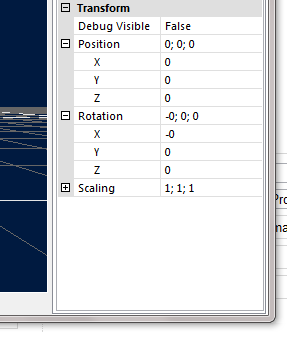 Transform
Debug Visible False
Position 0; 0; 0
X 0
Y 0
Z 0
Rotation -0; 0; 0
X -0
Y 0
Z 0
Scaling 1; 1; 1
Pro
ma